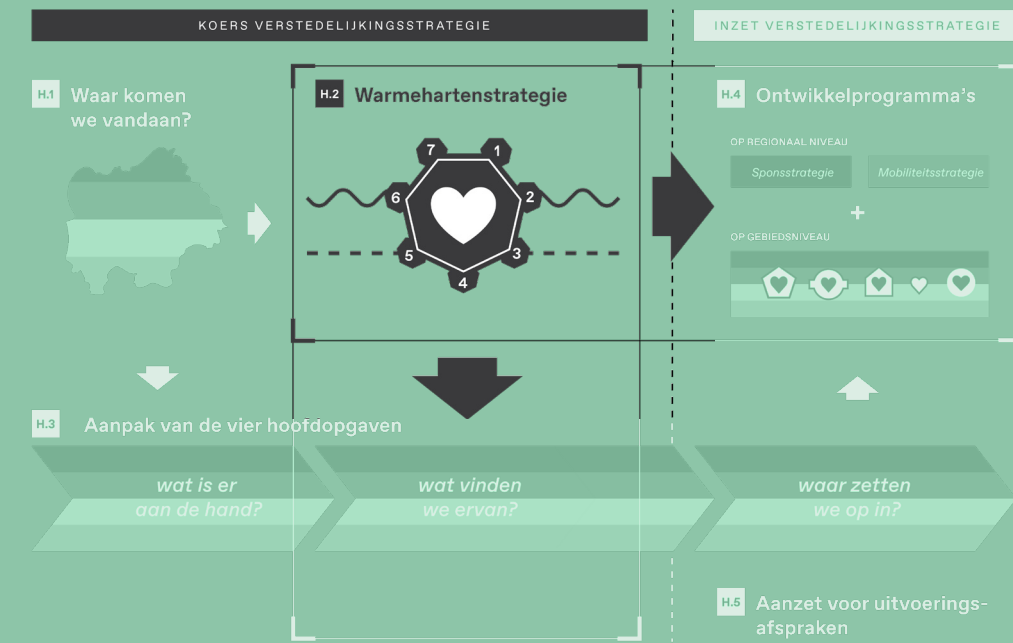 KOERS VERSTEDELIJKINGSSTRATEGIE
INZET VERSTEDELIJKINGSSTRATEGIE
H.1 Waar komen
we vandaan?
H.2 Warmehartenstrategie
7 1
6 2
5 3
4
H.4 Ontwikkelprogramma's
OP REGIONAAL NIVEAU
Sponsstrategie Mobiliteitsstrategie
+
OP GEBIEDSNIVEAU
H.3 Aanpak van de vier hoofdopgaven
wat is er
aan de hand?
wat vinden
we ervan?
waar zetten
we op in?
H.5 Aanzet voor uitvoerings-
afspraken